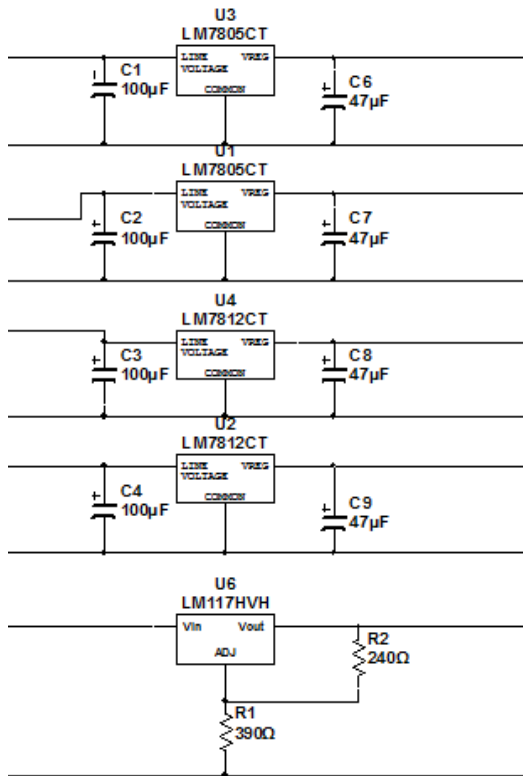 U3
LM7805CT
LINE VREG
VOLTAGE
COMMON
C1
100µF
C6
47µF
U1
LM7805CT
LINE VREG
VOLTAGE
COMMON
C2
100µF
C7
47µF
U4
LM7812CT
LINE VREG
VOLTAGE
COMMON
C3
100µF
C8
47µF
U2
LM7812CT
LINE VREG
VOLTAGE
COMMON
C4
100µF
C9
47µF
U6
LM117HVH
Vin Vout
ADJ
R2
240Ω
R1
390Ω